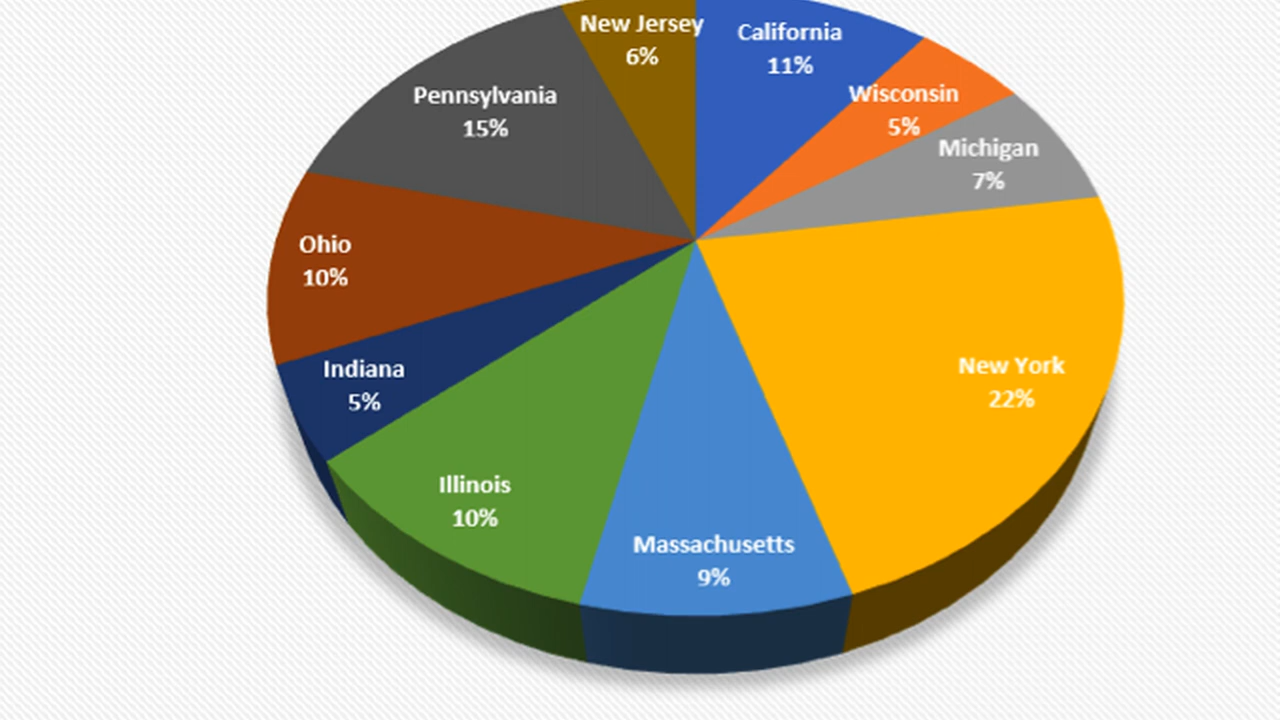 New Jersey
6%
California
11%
Wisconsin
5%
Michigan
7%
New York
22%
Massachusetts
9%
Illinois
10%
Indiana
5%
Ohio
10%
Pennsylvania
15%